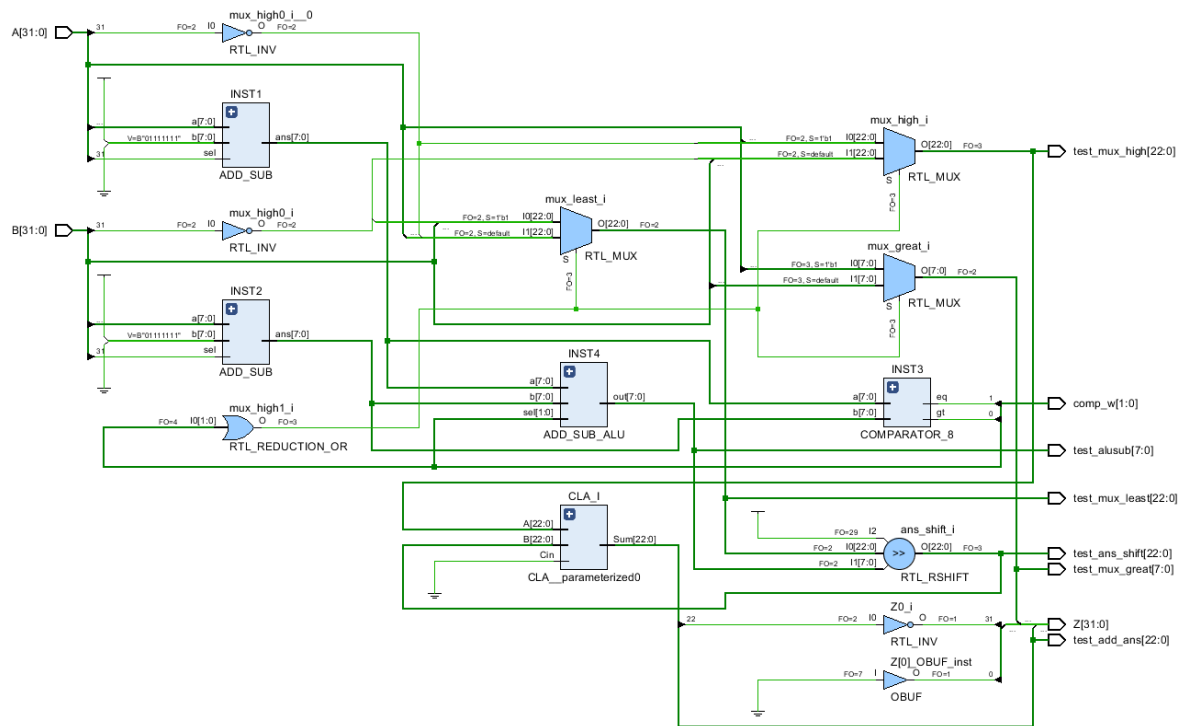 mux_high0_i__0
A[31:0]
31
FO=2
I0
O
FO=2
RTL_INV
INST1
a[7:0]
V=B"01111111"
b[7:0]
ans[7:0]
31
sel
ADD_SUB
mux_high_i
FO=2, S=1'b1
I0[22:0]
O[22:0]
FO=3
test_mux_high[22:0]
FO=2, S=default
I1[22:0]
S
RTL_MUX
FO=3
mux_high0_i
B[31:0]
31
FO=2
I0
O
FO=2
RTL_INV
mux_least_i
FO=2, S=1'b1
I0[22:0]
O[22:0]
FO=2
FO=2, S=default
I1[22:0]
S
RTL_MUX
FO=3
mux_great_i
FO=3, S=1'b1
I0[7:0]
O[7:0]
FO=2
FO=3, S=default
I1[7:0]
S
RTL_MUX
FO=3
INST2
a[7:0]
V=B"01111111"
b[7:0]
ans[7:0]
31
sel
ADD_SUB
INST4
a[7:0]
b[7:0]
out[7:0]
sel[1:0]
ADD_SUB_ALU
INST3
a[7:0]
eq
1
b[7:0]
gt
0
COMPARATOR_8
comp_w[1:0]
mux_high1_i
FO=4
I0[1:0]
O
FO=3
RTL_REDUCTION_OR
test_alusub[7:0]
test_mux_least[22:0]
CLA_I
A[22:0]
B[22:0]
Sum[22:0]
Cin
CLA__parameterized0
ans_shift_i
FO=29
I2
FO=2
I0[22:0]
>>
O[22:0]
FO=3
FO=2
I1[7:0]
RTL_RSHIFT
test_ans_shift[22:0]
test_mux_great[7:0]
Z0_i
22
FO=2
I0
O
FO=1
31
RTL_INV
Z[31:0]
test_add_ans[22:0]
Z[0]_OBUF_inst
FO=7
I
O
FO=1
0
OBUF